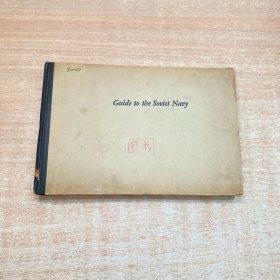 Guide to the Soviet Navy
图书